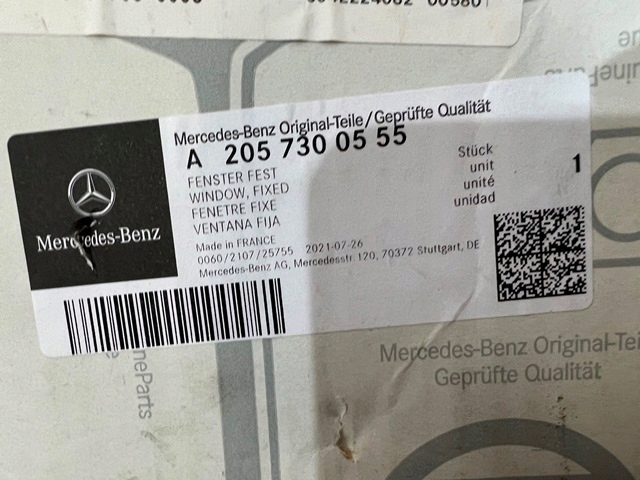 Mercedes-Benz Original-Teile/Geprüfte Qualität
A 205 730 05 55
FENSTER FEST
WINDOW, FIXED
FENETRE FIXE
VENTANA FIJA
Stück
unit
unité
unidad
1
Made in FRANCE
0060/2107/25755 2021-07-26
Mercedes-Benz AG, Mercedesstr. 120, 70372 Stuttgart, DE
Mercedes-Benz
Mercedes-Benz Original-Tei
Geprüfte Qualität
ineParts